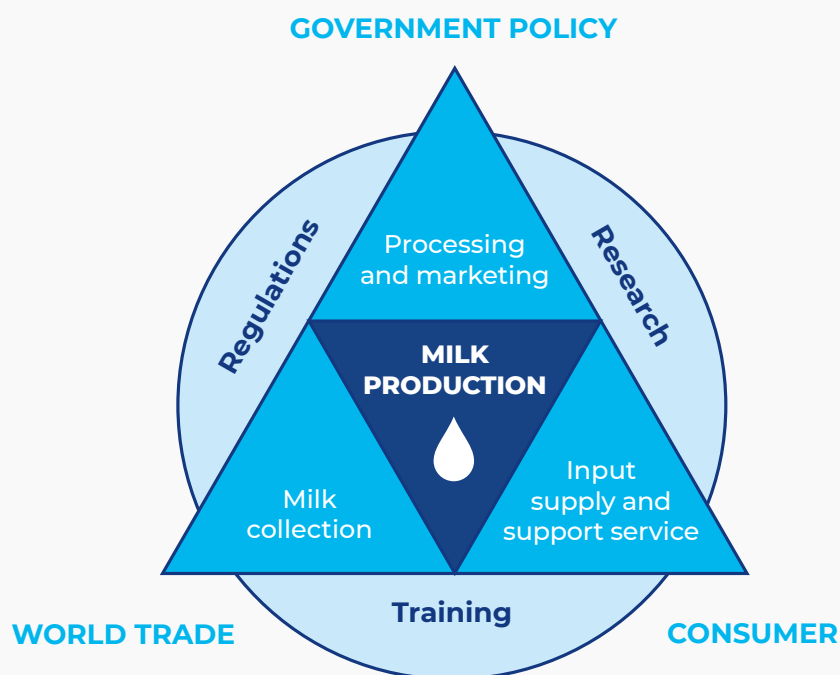 GOVERNMENT POLICY
Regulations
Research
Processing
and marketing
MILK
PRODUCTION
Milk
collection
Input
supply and
support service
Training
WORLD TRADE
CONSUMER